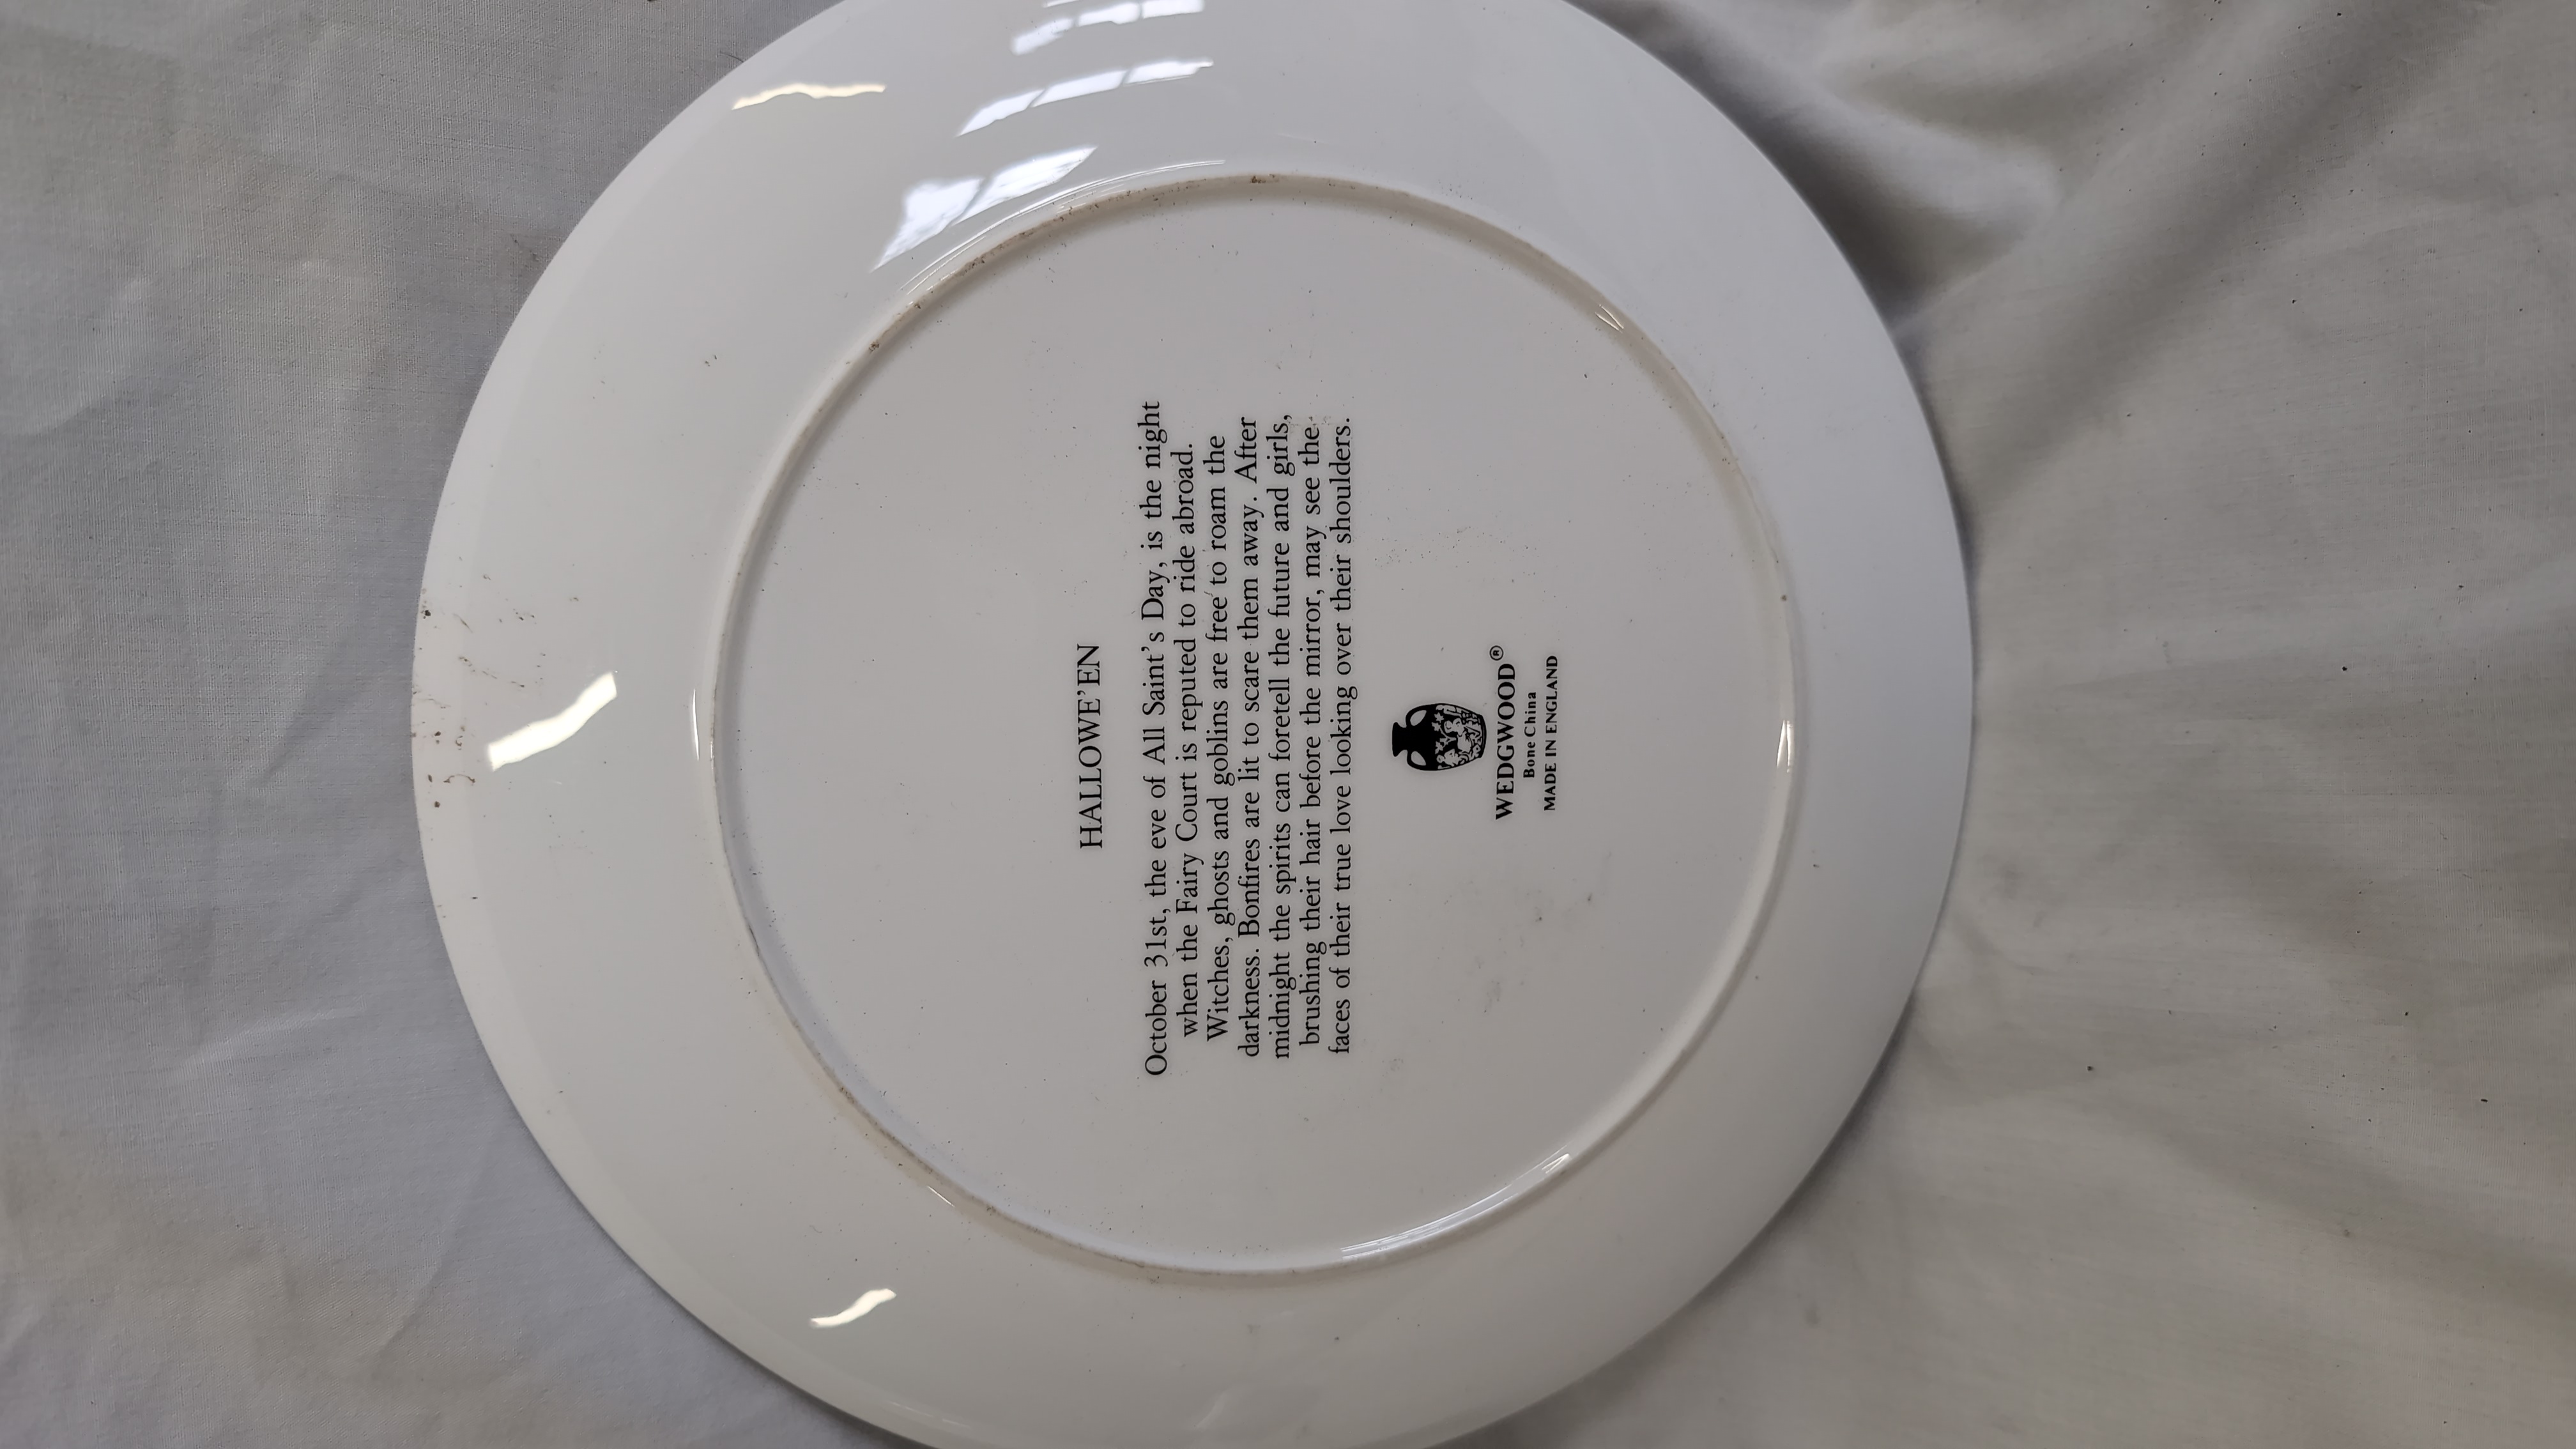 HALLOWE'EN
October 31st, the eve of All Saint's Day, is the night
when the Fairy Court is reputed to ride abroad.
Witches, ghosts and goblins are free to roam the
darkness. Bonfires are lit to scare them away. After
midnight the spirits can foretell the future and girls,
brushing their hair before the mirror, may see the
faces of their true love looking over their shoulders.
WEDGWOOD®
Bone China
MADE IN ENGLAND